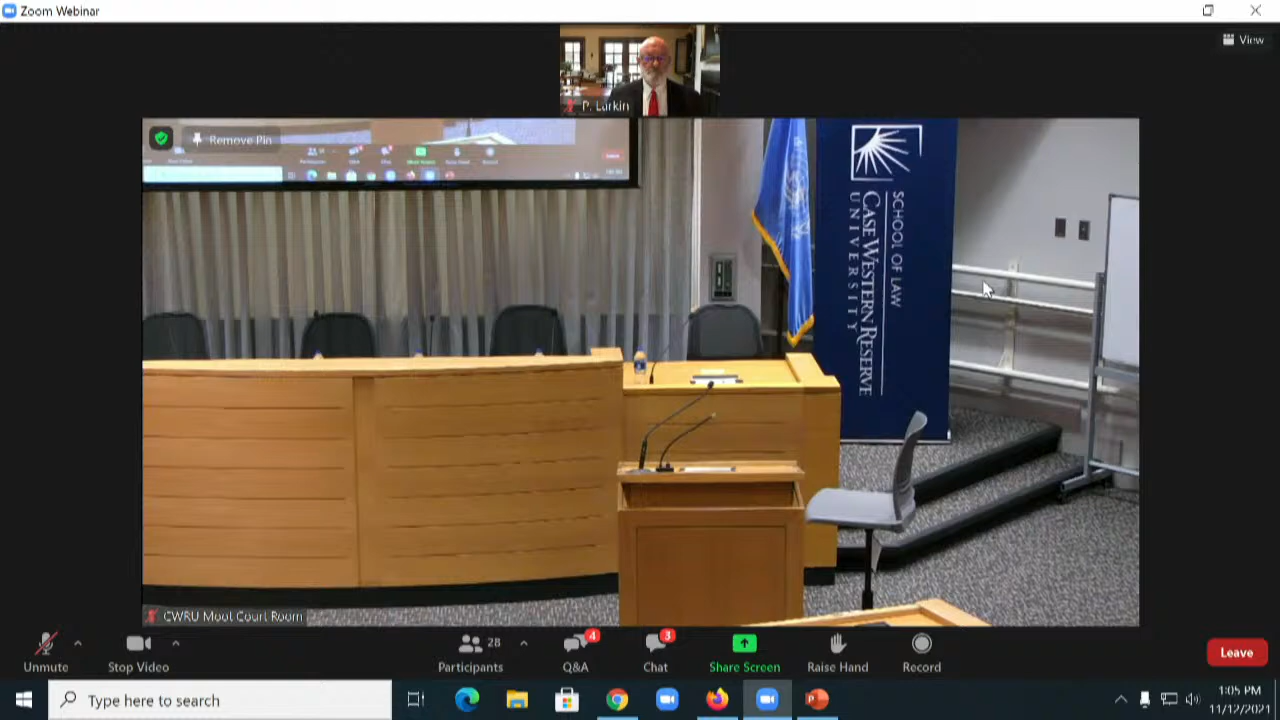 Zoom Webinar
View
P. Larkin
Remove Pin
SCHOOL OF LAW
CASE WESTERN RESERVE
UNIVERSITY
CWRU Moot Court Room
28
4
3
Unmute
Stop Video
Participants
Q&A
Chat
Share Screen
Raise Hand
Record
Leave
Type here to search
1:05 PM
11/12/2021